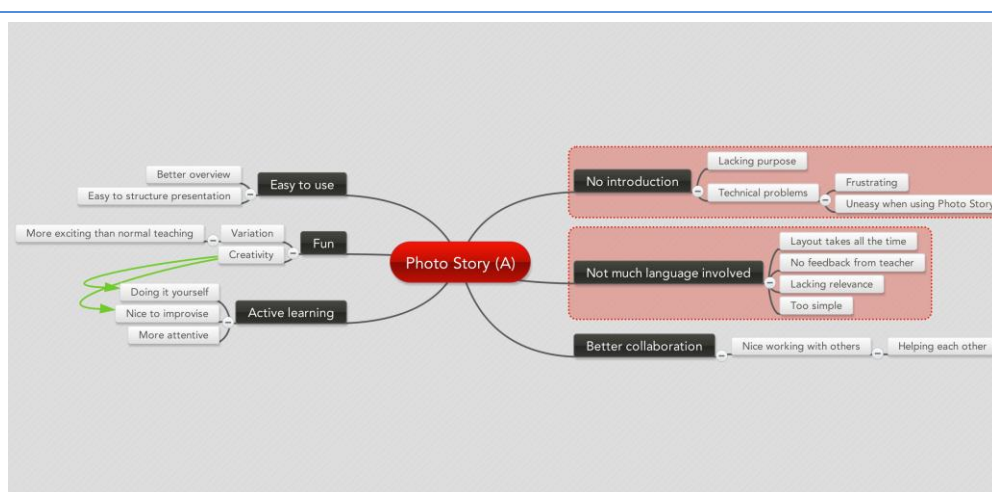 Photo Story (A)
Easy to use
Better overview
Easy to structure presentation
Fun
Variation
More exciting than normal teaching
Creativity
Active learning
Doing it yourself
Nice to improvise
More attentive
No introduction
Lacking purpose
Technical problems
Frustrating
Uneasy when using Photo Story
Not much language involved
Layout takes all the time
No feedback from teacher
Lacking relevance
Too simple
Better collaboration
Nice working with others
Helping each other